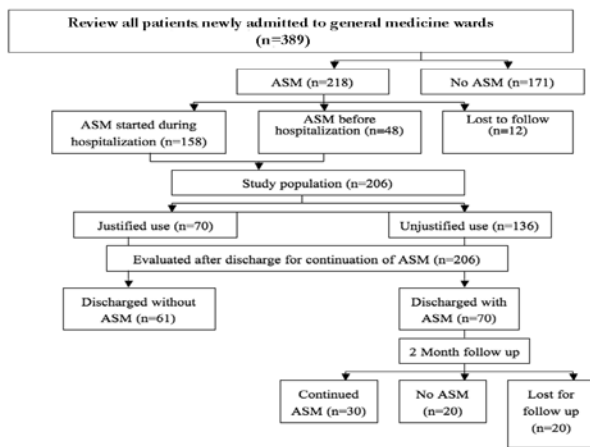 Review all patients newly admitted to general medicine wards
(n=389)
ASM (n=218)
No ASM (n=171)
ASM started during
hospitalization (n=158)
ASM before
hospitalization (n=48)
Lost to follow
(n=12)
Study population (n=206)
Justified use (n=70)
Unjustified use (n=136)
Evaluated after discharge for continuation of ASM (n=206)
Discharged without
ASM (n=61)
Discharged with
ASM (n=70)
2 Month follow up
Continued
ASM (n=30)
No ASM
(n=20)
Lost for
follow up
(n=20)